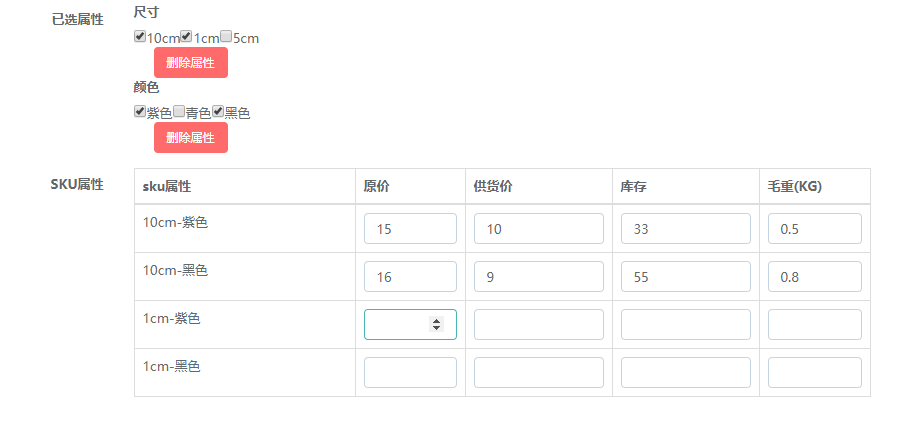 已选属性
尺寸
10cm 1cm 5cm
删除属性
颜色
紫色 青色 黑色
删除属性
SKU属性
sku属性 原价 供货价 库存 毛重(KG)
10cm-紫色 15 10 33 0.5
10cm-黑色 16 9 55 0.8
1cm-紫色
1cm-黑色